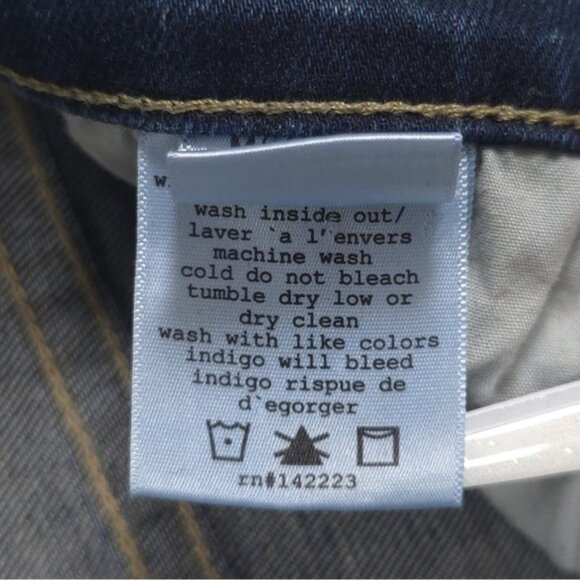 wash inside out/
laver `a l'envers
machine wash
cold do not bleach
tumble dry low or
dry clean
wash with like colors
indigo will bleed
indigo rispue de
d`egorger
rn#142223